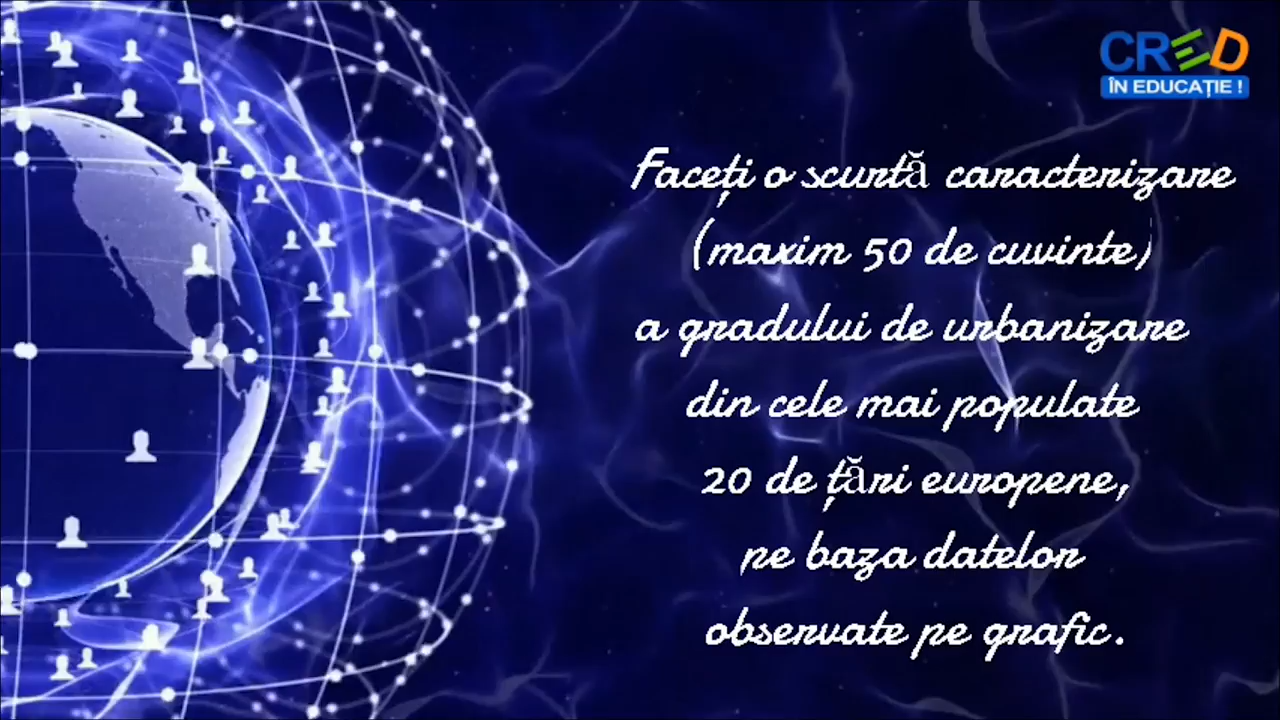 CRED
ÎN EDUCAȚIE !
Faceți o scurtă caracterizare
(maxim 50 de cuvinte)
a gradului de urbanizare
din cele mai populate
20 de țări europene,
pe baza datelor
observate pe grafic.